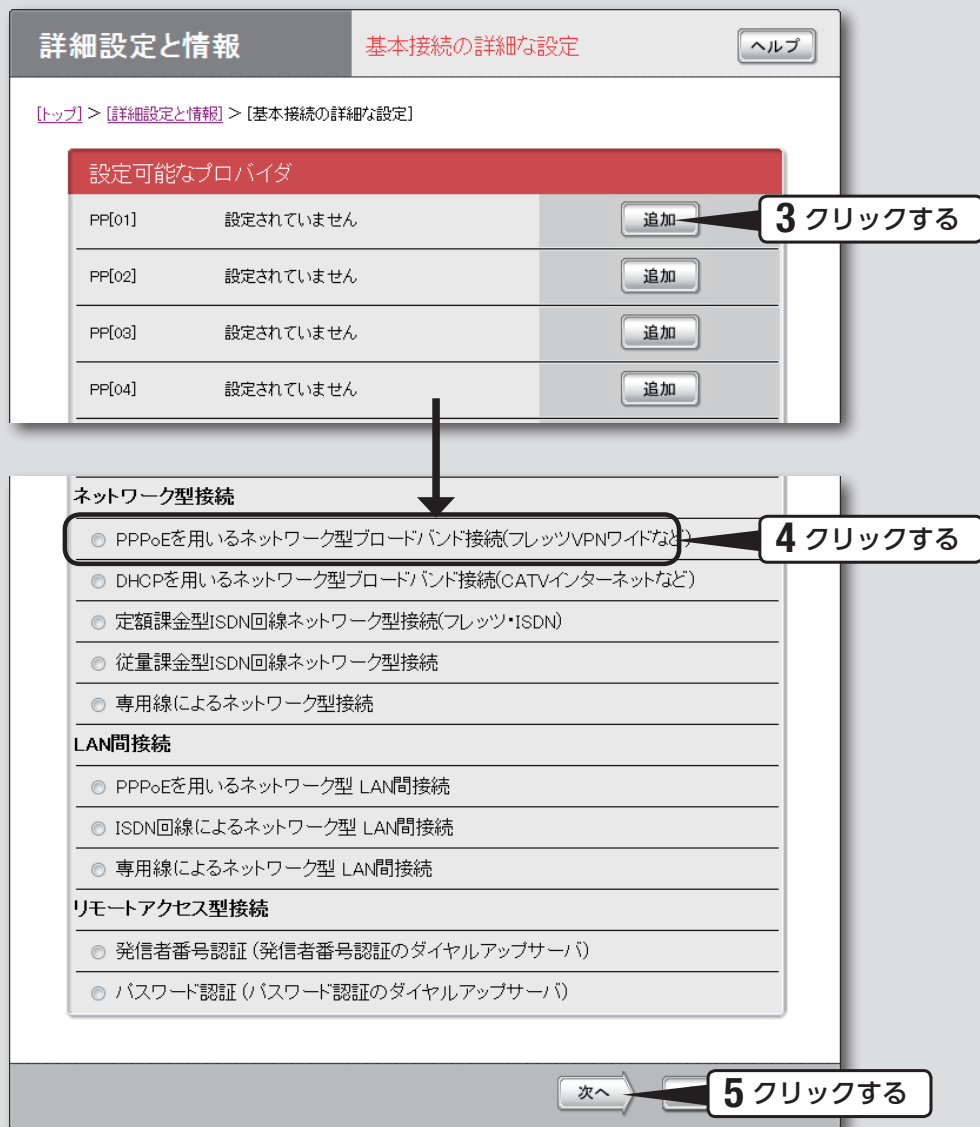 詳細設定と情報 基本接続の詳細な設定 ヘルプ
[トップ] > [詳細設定と情報] > [基本接続の詳細な設定]
設定可能なプロバイダ
PP[01] 設定されていません 追加 3 クリックする
PP[02] 設定されていません 追加
PP[03] 設定されていません 追加
PP[04] 設定されていません 追加
ネットワーク型接続
PPPoEを用いるネットワーク型ブロードバンド接続(フレッツVPNワイドなど) 4 クリックする
DHCPを用いるネットワーク型ブロードバンド接続(CATVインターネットなど)
定額課金型ISDN回線ネットワーク型接続(フレッツ・ISDN)
従量課金型ISDN回線ネットワーク型接続
専用線によるネットワーク型接続
LAN間接続
PPPoEを用いるネットワーク型 LAN間接続
ISDN回線によるネットワーク型 LAN間接続
専用線によるネットワーク型 LAN間接続
リモートアクセス型接続
発信者番号認証 (発信者番号認証のダイヤルアップサーバ)
パスワード認証 (パスワード認証のダイヤルアップサーバ)
次へ 5 クリックする